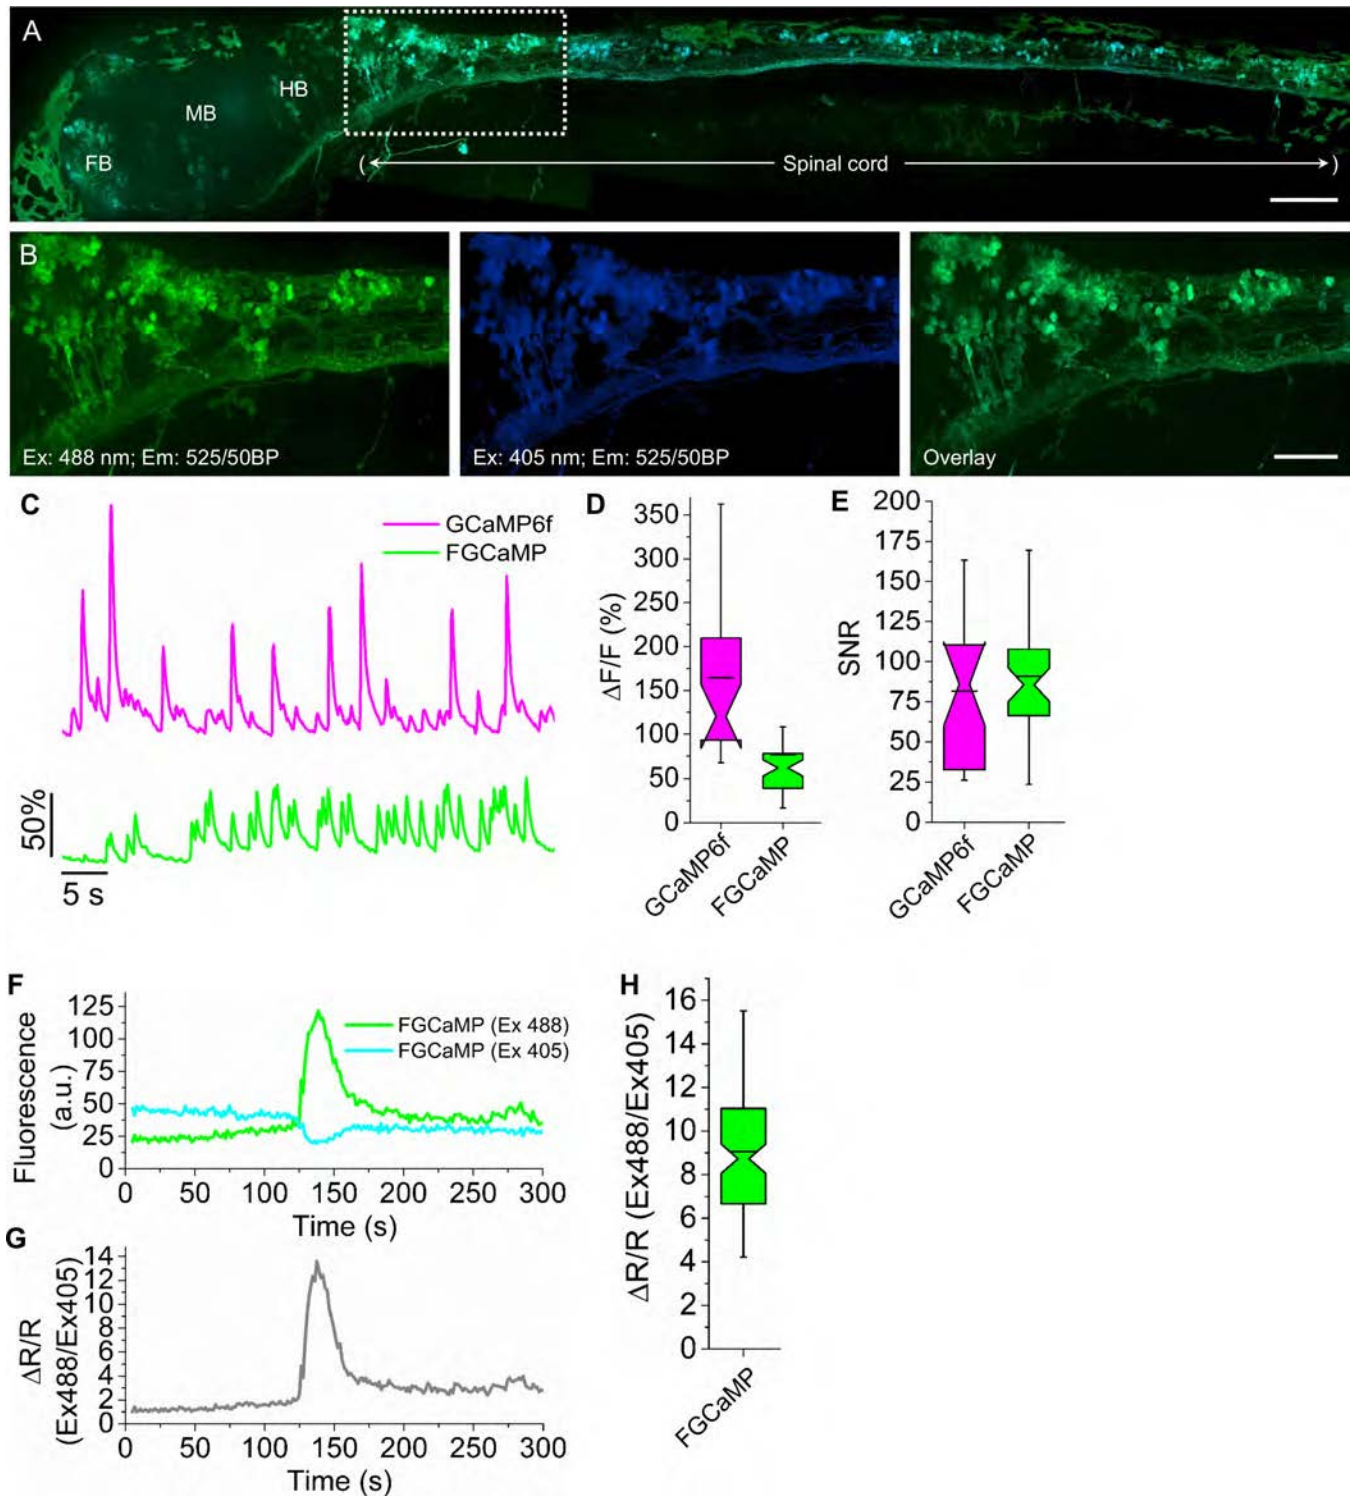 A
HB
MB
FB
( Spinal cord )
B
Ex: 488 nm; Em: 525/50BP
Ex: 405 nm; Em: 525/50BP
Overlay
C
GCaMP6f
FGCaMP
50%
5 s
D
ΔF/F (%)
350
300
250
200
150
100
50
0
GCaMP6f
FGCaMP
E
SNR
200
175
150
125
100
75
50
25
0
GCaMP6f
FGCaMP
F
Fluorescence
(a.u.)
125
100
75
50
25
0
FGCaMP (Ex 488)
FGCaMP (Ex 405)
0 50 100 150 200 250 300
Time (s)
G
ΔR/R
(Ex488/Ex405)
14
12
10
8
6
4
2
0
0 50 100 150 200 250 300
Time (s)
H
ΔR/R (Ex488/Ex405)
16
14
12
10
8
6
4
2
0
FGCaMP